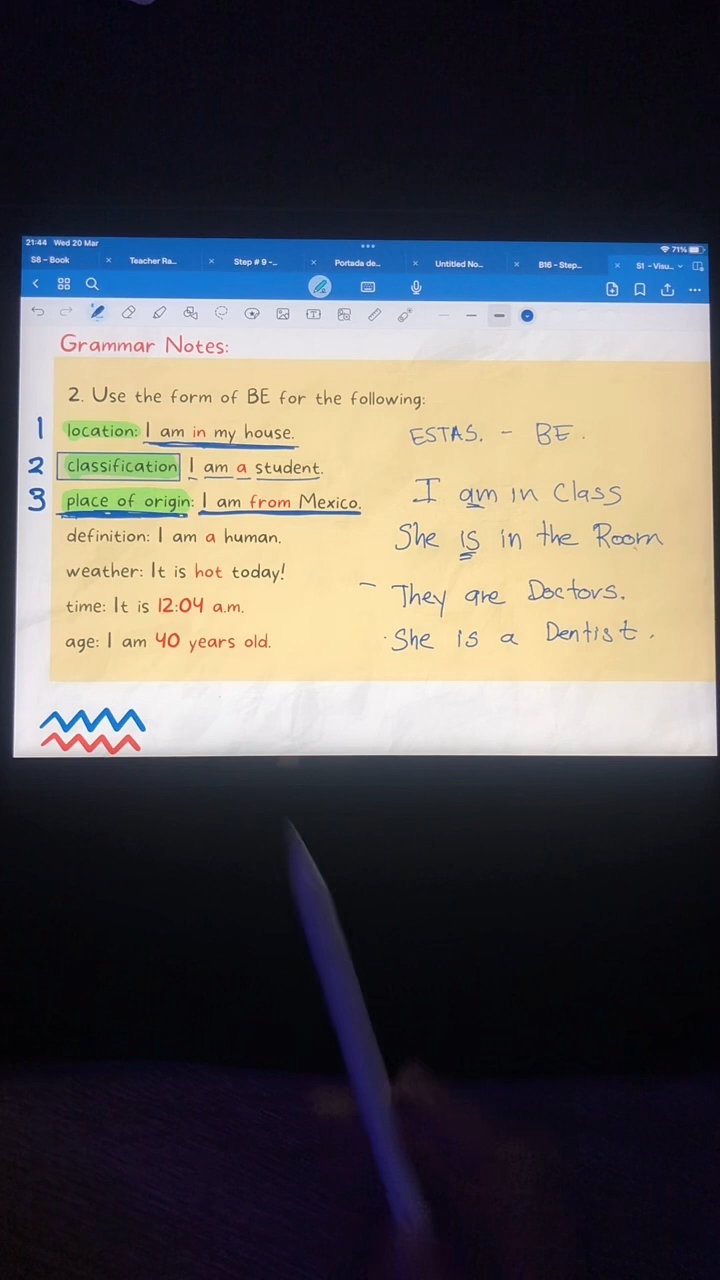 21:44 Wed 20 Mar
71%
S8 – Book
Teacher Ra...
Step # 9 -...
Portada de...
Untitled No...
B16 – Step...
S1 – Visu...
Grammar Notes:
2. Use the form of BE for the following:
1 location: I am in my house.
2 classification I am a student.
3 place of origin: I am from Mexico.
definition: I am a human.
weather: It is hot today!
time: It is 12:04 a.m.
age: I am 40 years old.
ESTAS. – BE.
I am in Class
She is in the Room
– They are Doctors.
· She is a Dentist.